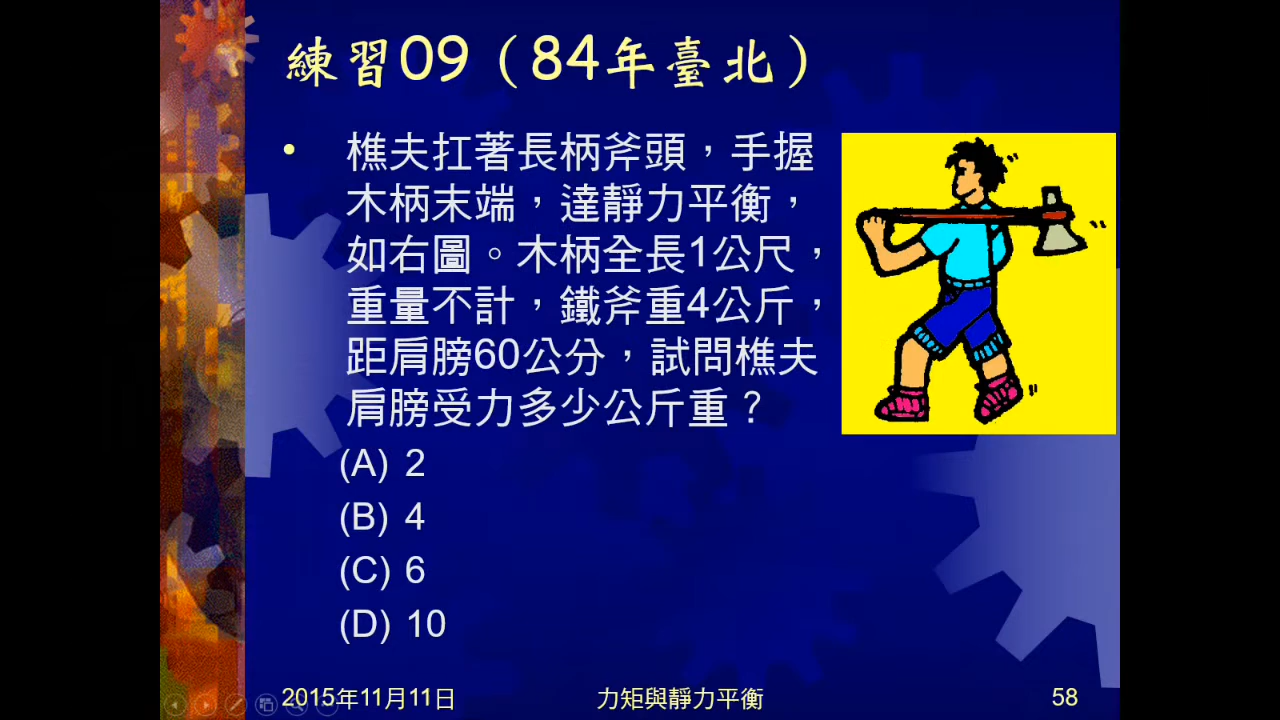 練習09（84年臺北）
• 樵夫扛著長柄斧頭，手握
木柄末端，達靜力平衡，
如右圖。木柄全長1公尺，
重量不計，鐵斧重4公斤，
距肩膀60公分，試問樵夫
肩膀受力多少公斤重？
(A) 2
(B) 4
(C) 6
(D) 10
2015年11月11日 力矩與靜力平衡 58